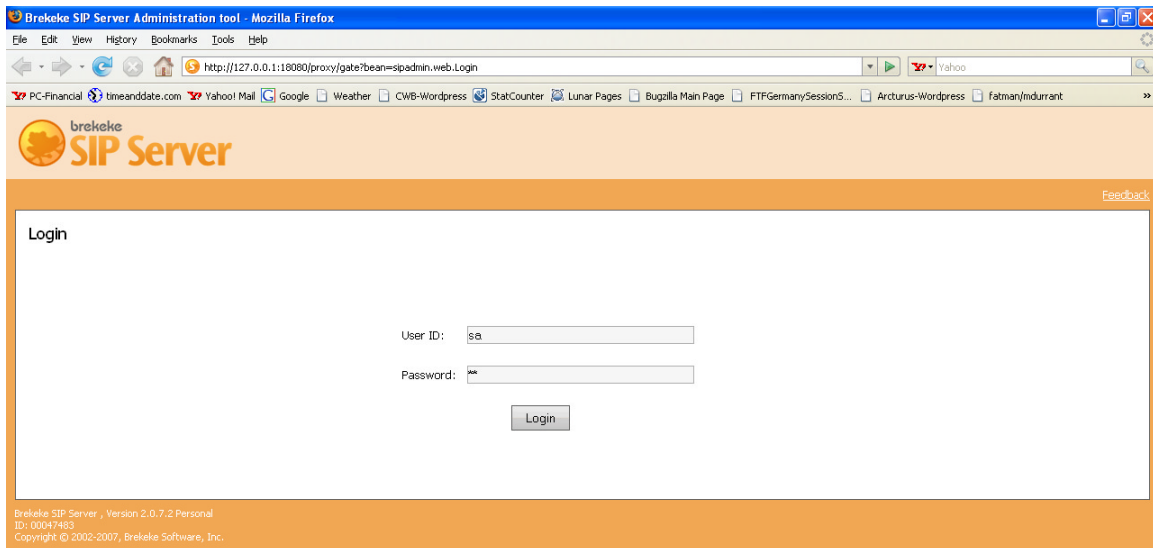 Brekeke SIP Server Administration tool - Mozilla Firefox
File Edit View History Bookmarks Tools Help
http://127.0.0.1:18080/proxy/gate?bean=sipadmin.web.Login Yahoo
PC-Financial timeanddate.com Yahoo! Mail Google Weather CWB-Wordpress StatCounter Lunar Pages Bugzilla Main Page FTFGermanySessionS... Arcturus-Wordpress fatman/mdurrant »
brekeke
SIP Server
Feedback
Login
User ID: sa
Password: **
Login
Brekeke SIP Server , Version 2.0.7.2 Personal
ID: 00047483
Copyright © 2002-2007, Brekeke Software, Inc.